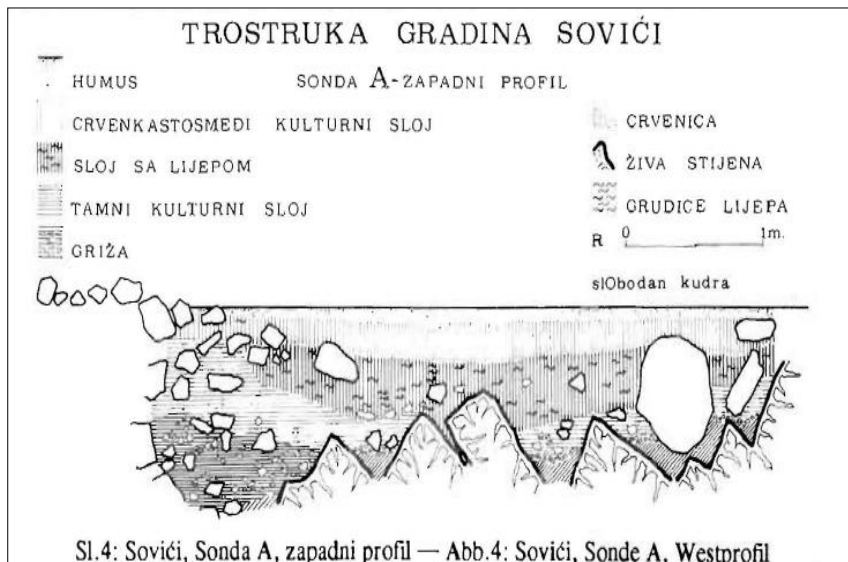 TROSTRUKA GRADINA SOVIĆI
HUMUS
SONDA A-ZAPADNI PROFIL
CRVENKASTOSMEĐI KULTURNI SLOJ
SLOJ SA LIJEPOM
TAMNI KULTURNI SLOJ
GRIŽA
CRVENICA
ŽIVA STIJENA
GRUDICE LIJEPA
R 0 1m.
slObodan kudra
Sl.4: Sovići, Sonda A, zapadni profil — Abb.4: Sovići, Sonde A, Westprofil